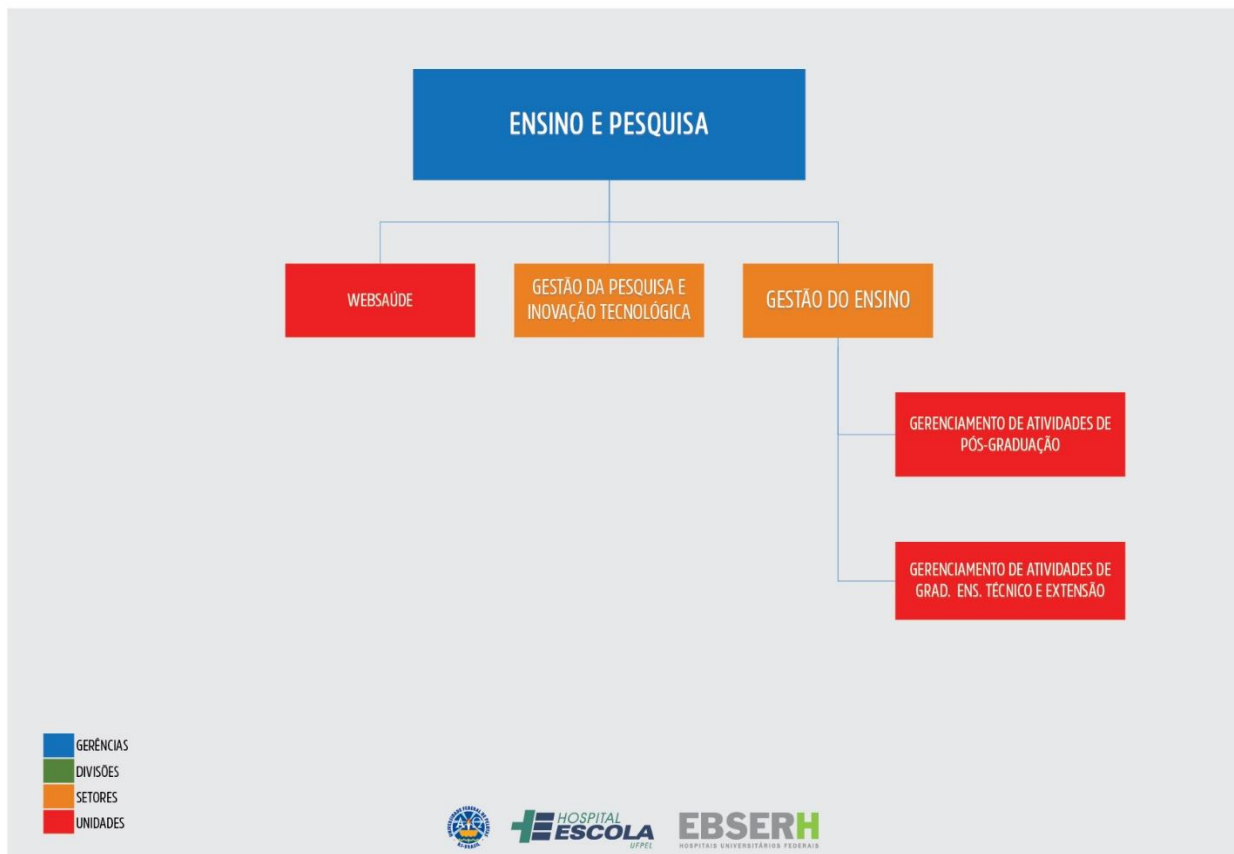 ENSINO E PESQUISA
WEBSAÚDE
GESTÃO DA PESQUISA E
INOVAÇÃO TECNOLÓGICA
GESTÃO DO ENSINO
GERENCIAMENTO DE ATIVIDADES DE
PÓS-GRADUAÇÃO
GERENCIAMENTO DE ATIVIDADES DE
GRAD. ENS. TÉCNICO E EXTENSÃO
GERÊNCIAS
DIVISÕES
SETORES
UNIDADES
HOSPITAL
ESCOLA
UFPEL
EBSERH
HOSPITAIS UNIVERSITÁRIOS FEDERAIS